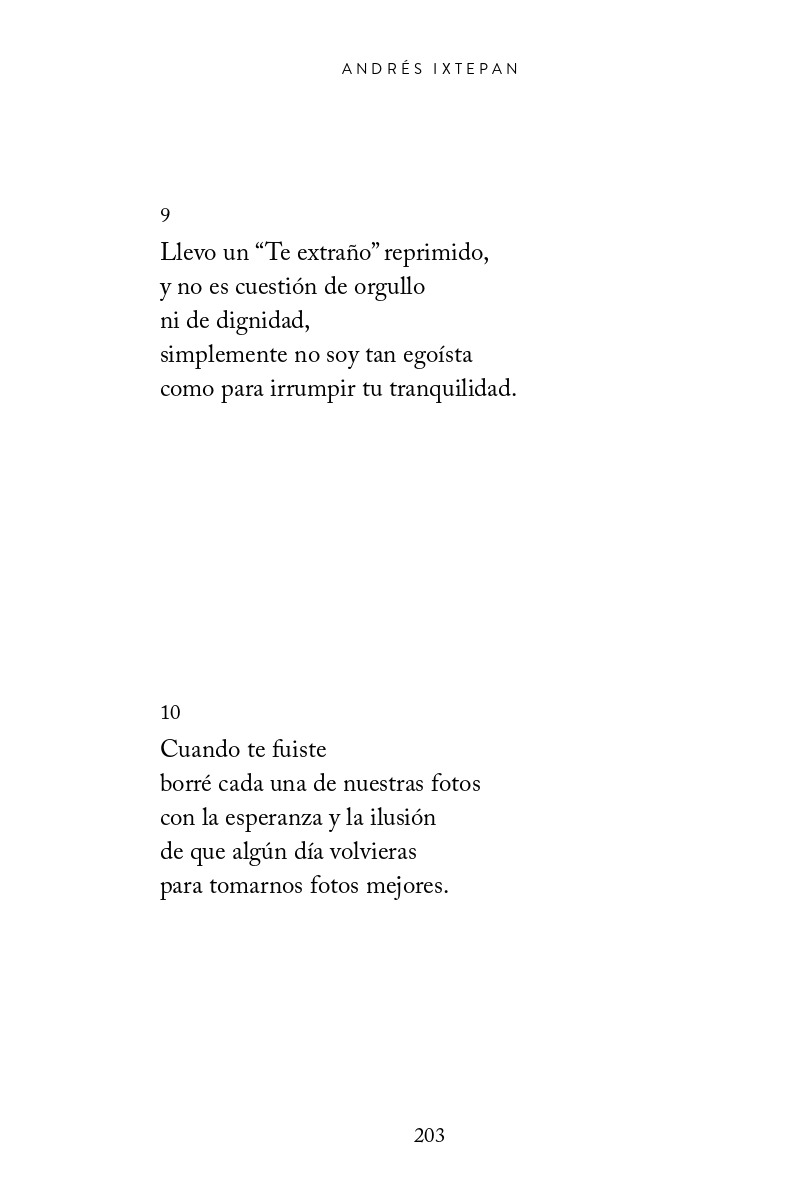 ANDRÉS IXTEPAN
9
Llevo un “Te extraño” reprimido,
y no es cuestión de orgullo
ni de dignidad,
simplemente no soy tan egoísta
como para irrumpir tu tranquilidad.
10
Cuando te fuiste
borré cada una de nuestras fotos
con la esperanza y la ilusión
de que algún día volvieras
para tomarnos fotos mejores.
203